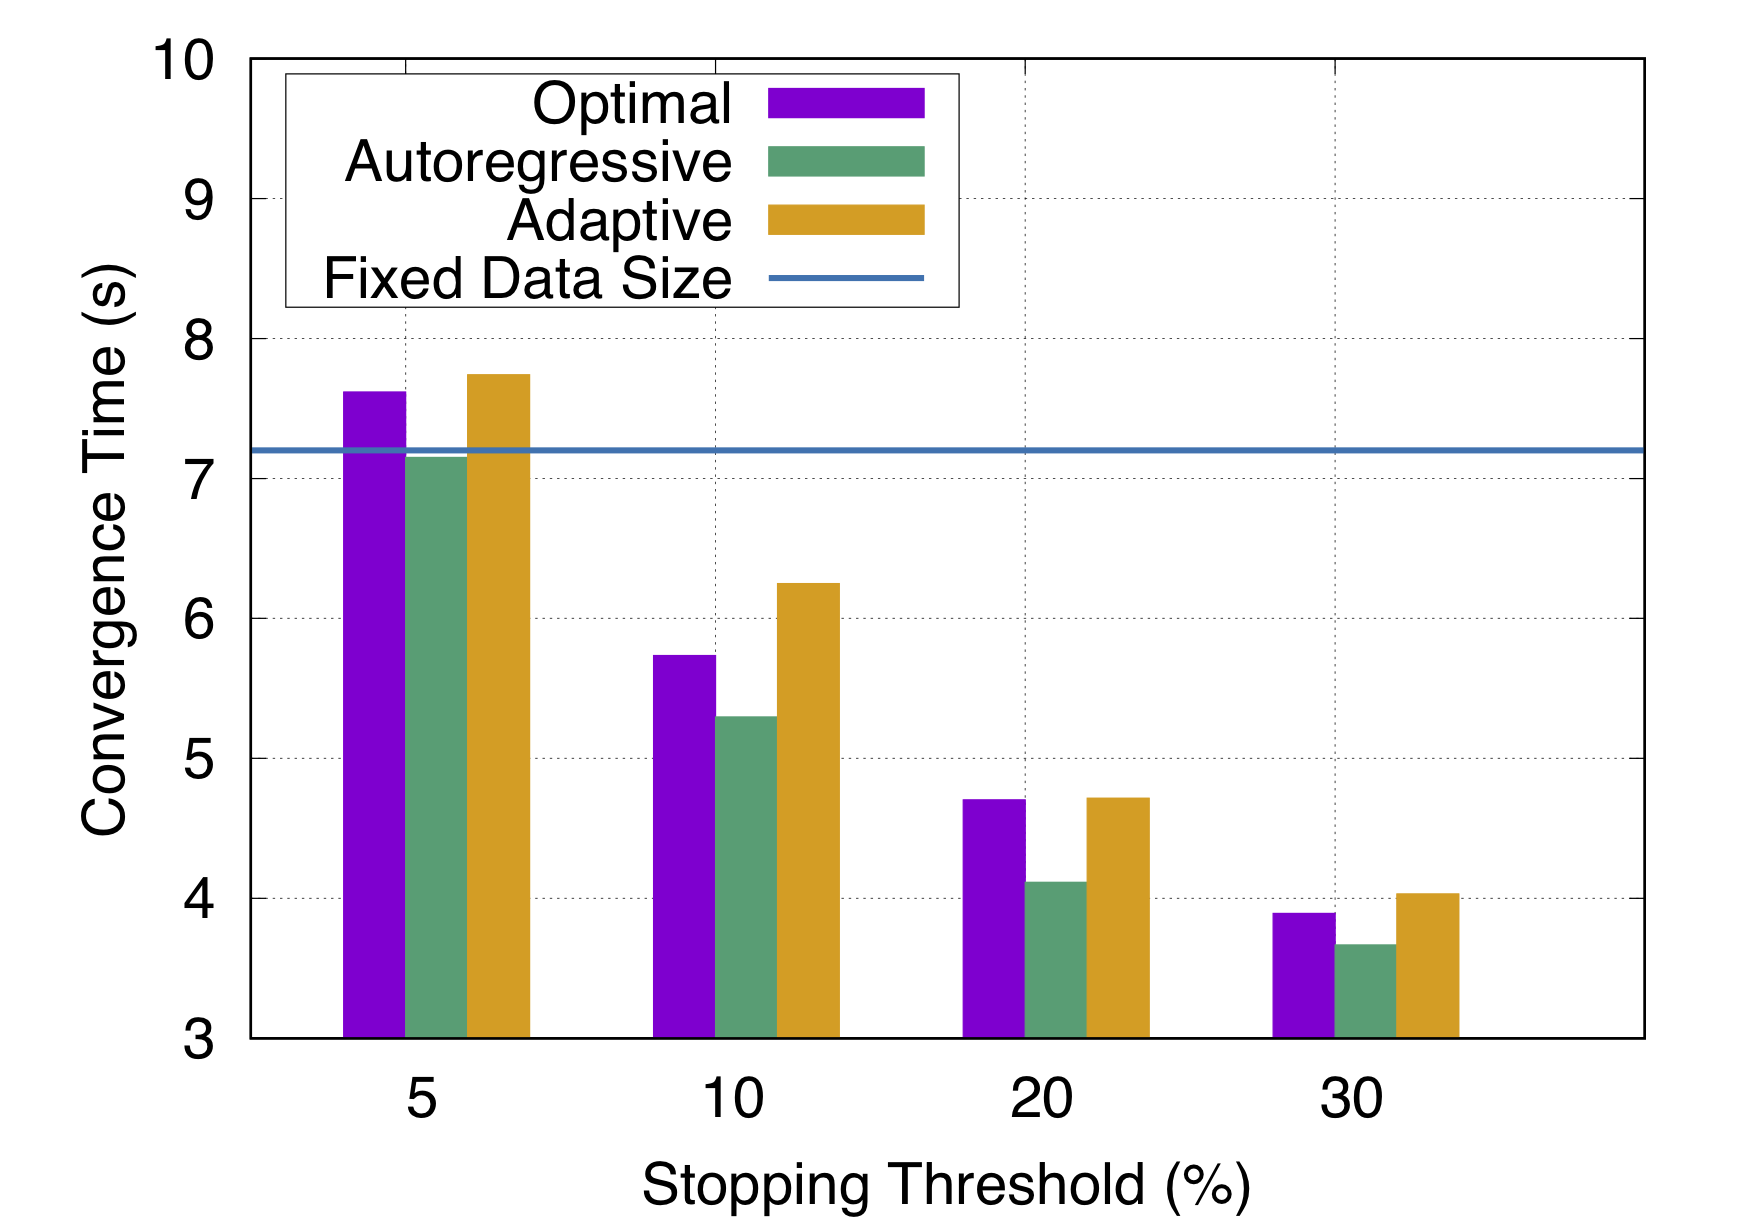 Convergence Time (s)
10
9
8
7
6
5
4
3
Optimal
Autoregressive
Adaptive
Fixed Data Size
5 10 20 30
Stopping Threshold (%)